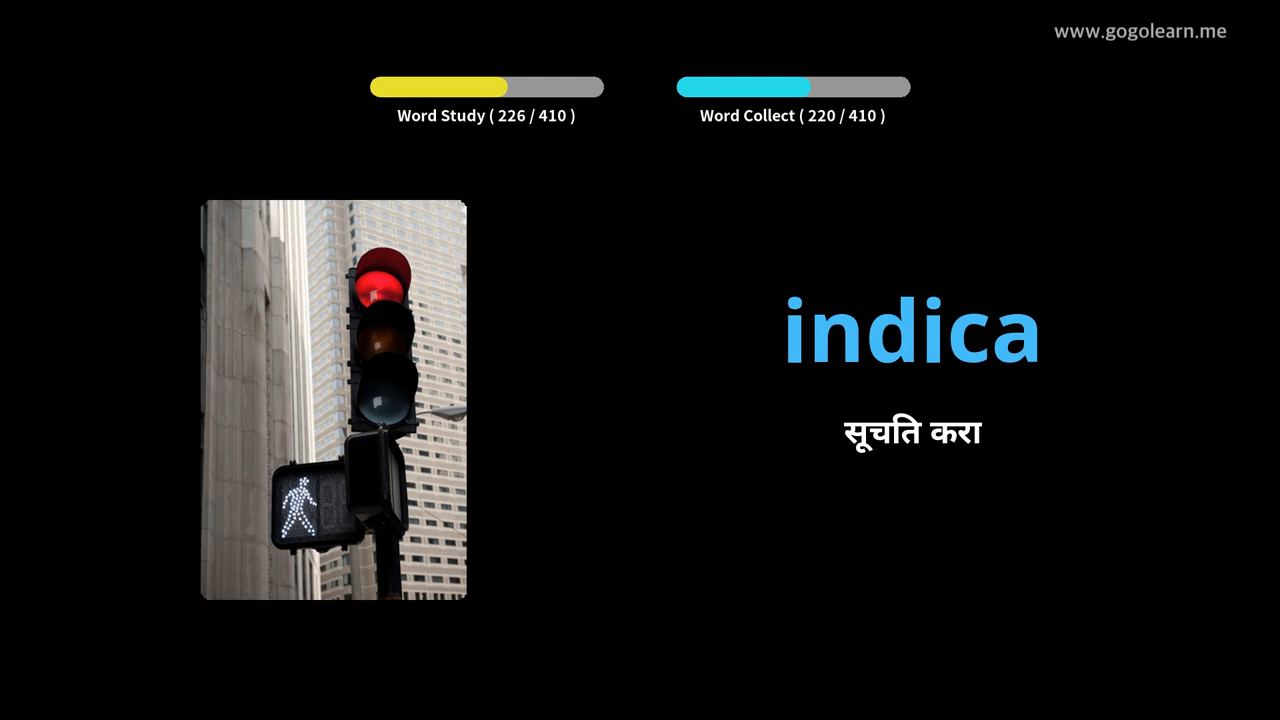 www.gogolearn.me
Word Study ( 226 / 410 )
Word Collect ( 220 / 410 )
indica
सूचति करा